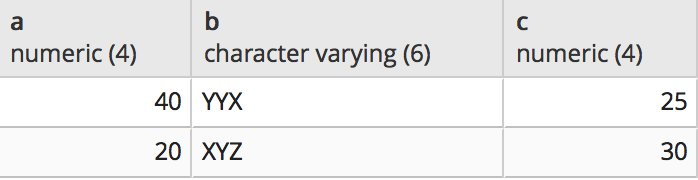 a b c
numeric (4) character varying (6) numeric (4)
40 YYX 25
20 XYZ 30